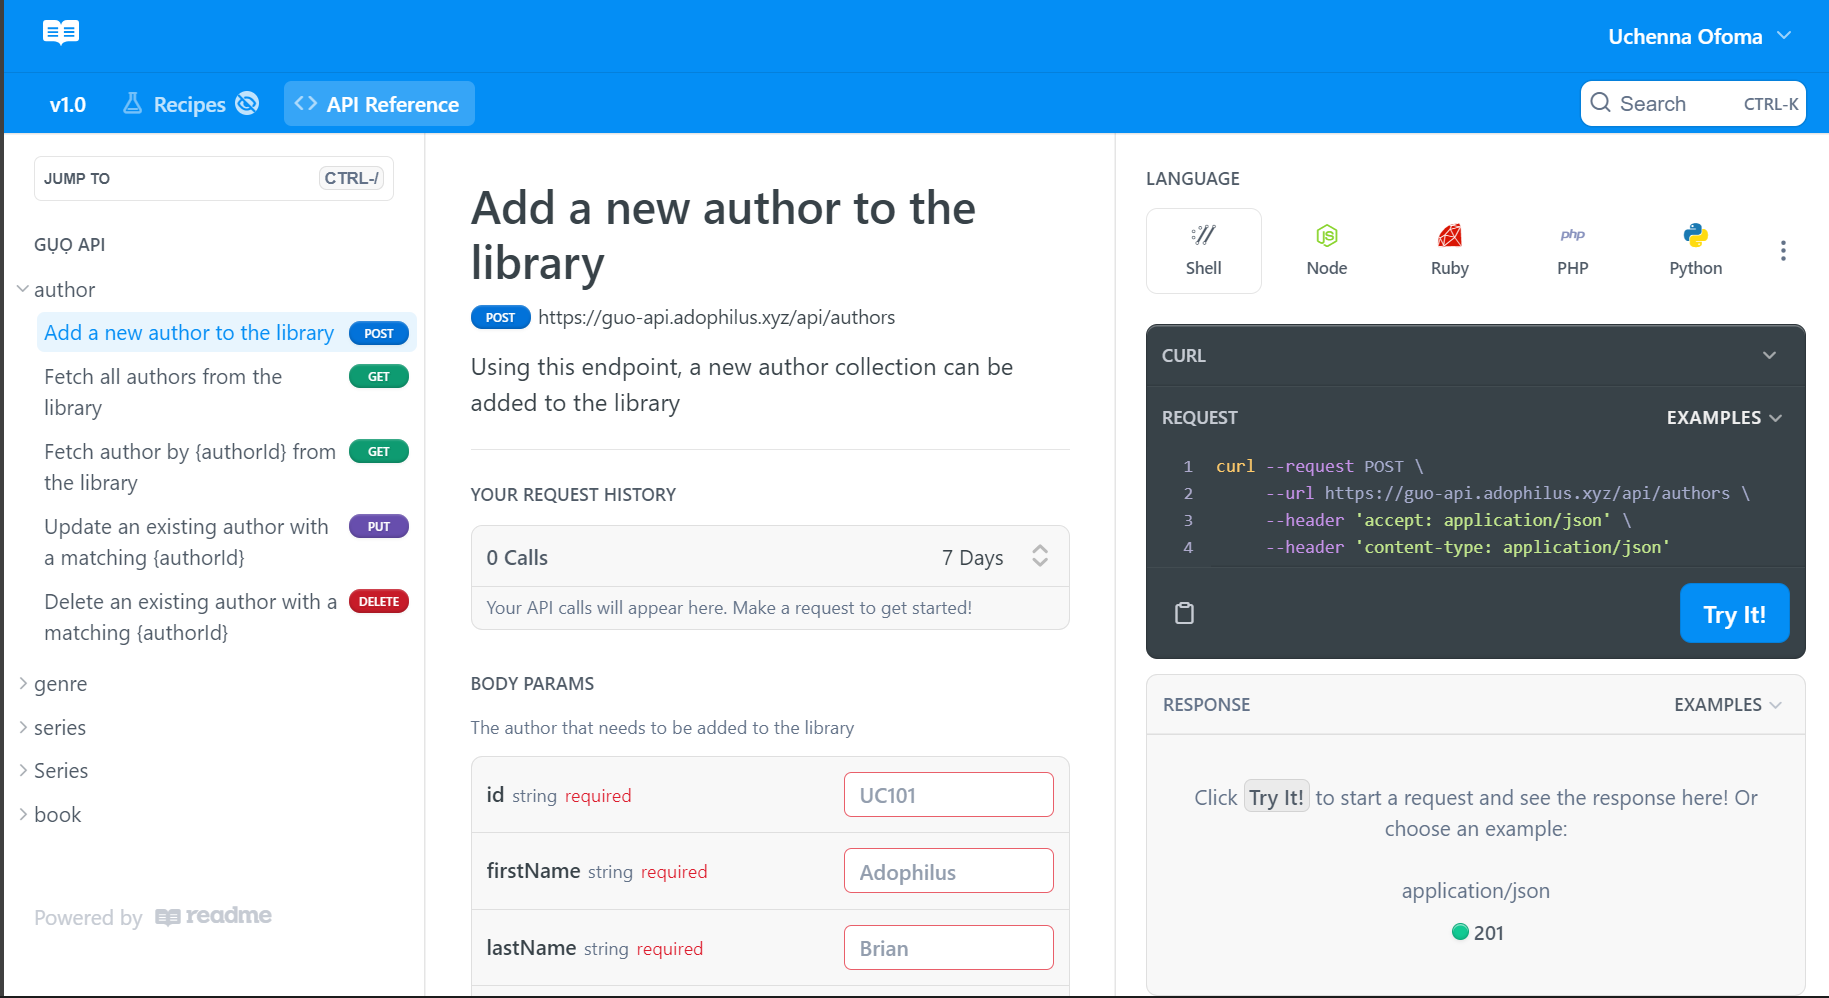 Uchenna Ofoma
v1.0 Recipes API Reference
Search CTRL-K
JUMP TO CTRL-/
GỤỌ API
author
Add a new author to the library POST
Fetch all authors from the GET
library
Fetch author by {authorId} from GET
the library
Update an existing author with PUT
a matching {authorId}
Delete an existing author with a DELETE
matching {authorId}
genre
series
Series
book
Powered by readme
Add a new author to the
library
POST https://guo-api.adophilus.xyz/api/authors
Using this endpoint, a new author collection can be
added to the library
YOUR REQUEST HISTORY
0 Calls 7 Days
Your API calls will appear here. Make a request to get started!
BODY PARAMS
The author that needs to be added to the library
id string required UC101
firstName string required Adophilus
lastName string required Brian
LANGUAGE
Shell
JS
Node
Ruby
php
PHP
Python
CURL
REQUEST EXAMPLES
1 curl --request POST \
2 --url https://guo-api.adophilus.xyz/api/authors \
3 --header 'accept: application/json' \
4 --header 'content-type: application/json'
Try It!
RESPONSE EXAMPLES
Click Try It! to start a request and see the response here! Or
choose an example:
application/json
201